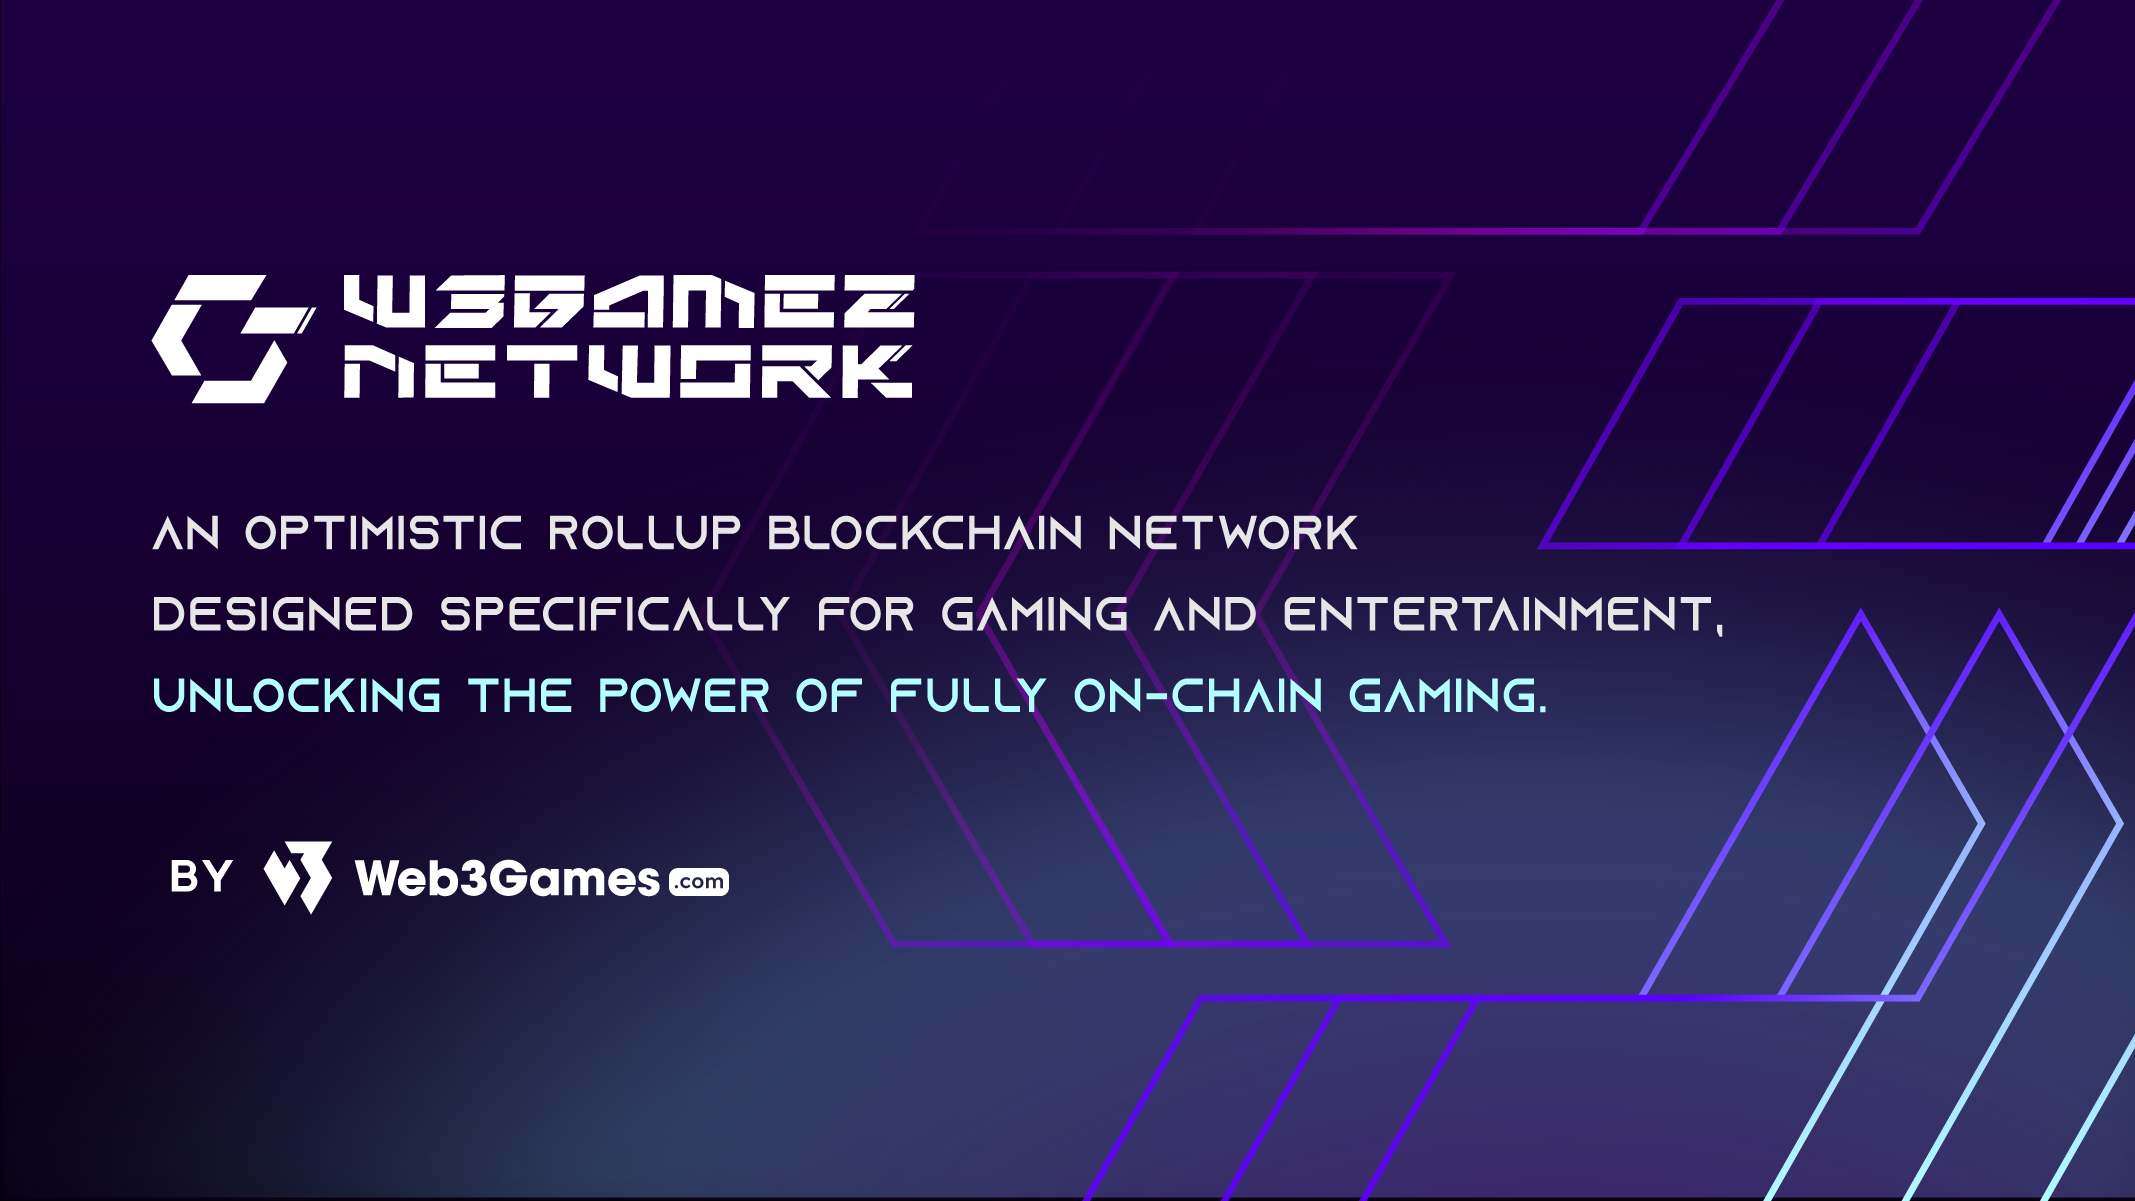 W3GAMEZ
NETWORK
AN OPTIMISTIC ROLLUP BLOCKCHAIN NETWORK
DESIGNED SPECIFICALLY FOR GAMING AND ENTERTAINMENT,
UNLOCKING THE POWER OF FULLY ON-CHAIN GAMING.
BY Web3Games.com